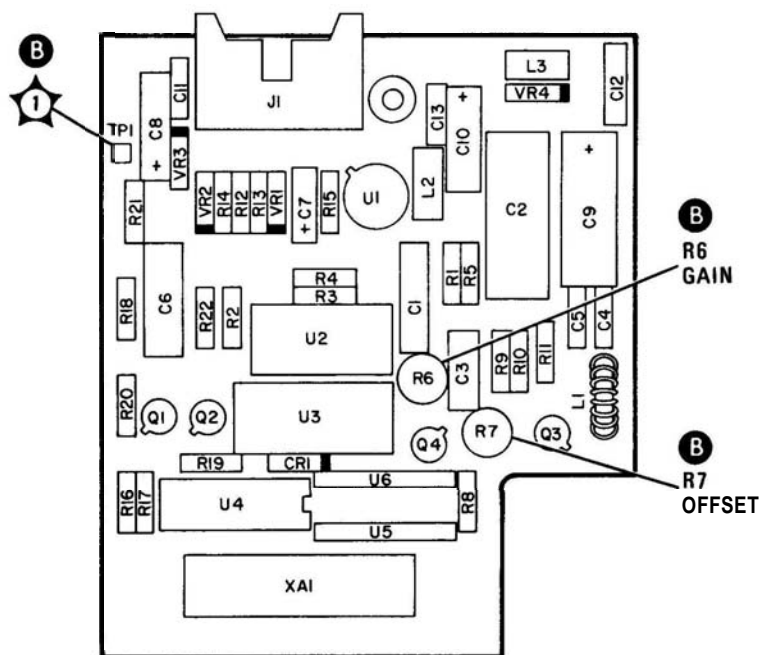 B
1
TP1
C8
+
C11
VR3
J1
L3
VR4
C12
C13
+
C10
L2
U1
C2
+
C9
R21
VR2
R14
R12
R13
VR1
+C7
R15
B
R6
GAIN
R18
C6
R22
R2
R4
R3
U2
C1
R1
R5
C5
C4
R6
C3
R9
R10
R11
L1
R20
Q1
Q2
U3
Q4
R7
Q3
B
R7
OFFSET
R19
CR1
R16
R17
U4
U6
U5
R8
XA1